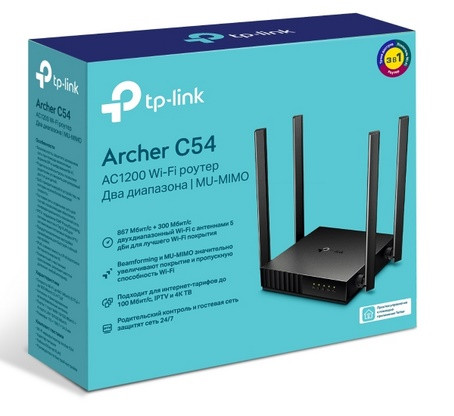 tp-link
Archer C54
AC1200 Wi-Fi роутер
Два диапазона | MU-MIMO
3 в 1
tp-link
Archer C54
AC1200 Wi-Fi роутер
Два диапазона | MU-MIMO
867 Мбит/с + 300 Мбит/с
двухдиапазонный Wi-Fi с антеннами 5
дБи для лучшего Wi-Fi покрытия
Beamforming и MU-MIMO значительно
увеличивают покрытие и пропускную
способность Wi-Fi
Подходит для интернет-тарифов до
100 Мбит/с, IPTV и 4K ТВ
Родительский контроль и гостевая сеть
защитят сеть 24/7